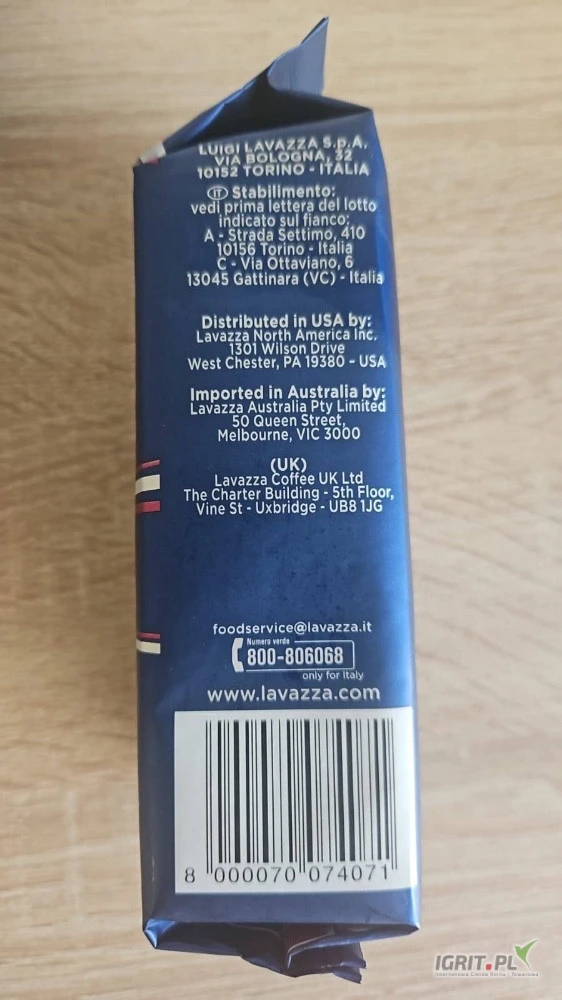 LUIGI LAVAZZA S.p.A.
VIA BOLOGNA, 32
10152 TORINO - ITALIA
IT Stabilimento:
vedi prima lettera del lotto
indicato sul fianco:
A - Strada Settimo, 410
10156 Torino - Italia
C - Via Ottaviano, 6
13045 Gattinara (VC) - Italia
Distributed in USA by:
Lavazza North America Inc.
1301 Wilson Drive
West Chester, PA 19380 - USA
Imported in Australia by:
Lavazza Australia Pty Limited
50 Queen Street,
Melbourne, VIC 3000
(UK)
Lavazza Coffee UK Ltd
The Charter Building - 5th Floor,
Vine St - Uxbridge - UB8 1JG
foodservice@lavazza.it
Numero verde
800-806068
only for Italy
www.lavazza.com
8 000070 074071
IGRIT.PL